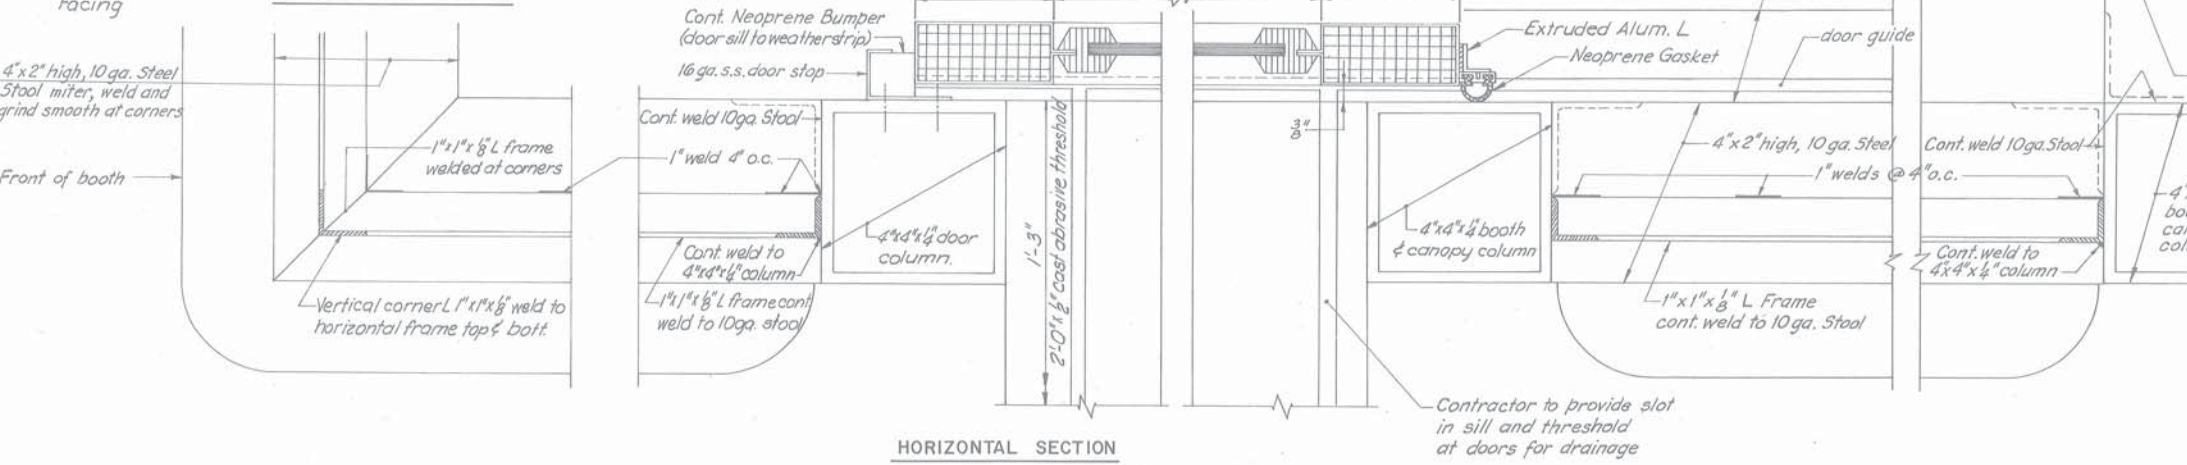 facing
4"x2" high, 10 ga. Steel
Stool miter, weld and
grind smooth at corners
Front of booth
1"x1"x⅛" L frame
welded at corners
Vertical corner L 1"x1"x⅛" weld to
horizontal frame top & bott.
Cont. Neoprene Bumper
(door sill to weatherstrip)
16 ga. s.s. door stop
Cont. weld 10ga. Stool
1" weld 4" o.c.
Cont. weld to
4"x4"x¼" column
1"x1"x⅛" L frame cont.
weld to 10ga. stool
4"x4"x¼" door
column.
1'-3"
2'-0" x ½" cast abrasive threshold
3/8"
Extruded Alum. L
Neoprene Gasket
door guide
4"x4"x¼" booth
& canopy column
4"x2" high, 10 ga. Steel
Cont. weld 10ga. Stool
1" welds @ 4" o.c.
Cont. weld to
4"x4"x¼" column
1"x1"x⅛" L Frame
cont. weld to 10 ga. Stool
Contractor to provide slot
in sill and threshold
at doors for drainage
HORIZONTAL SECTION